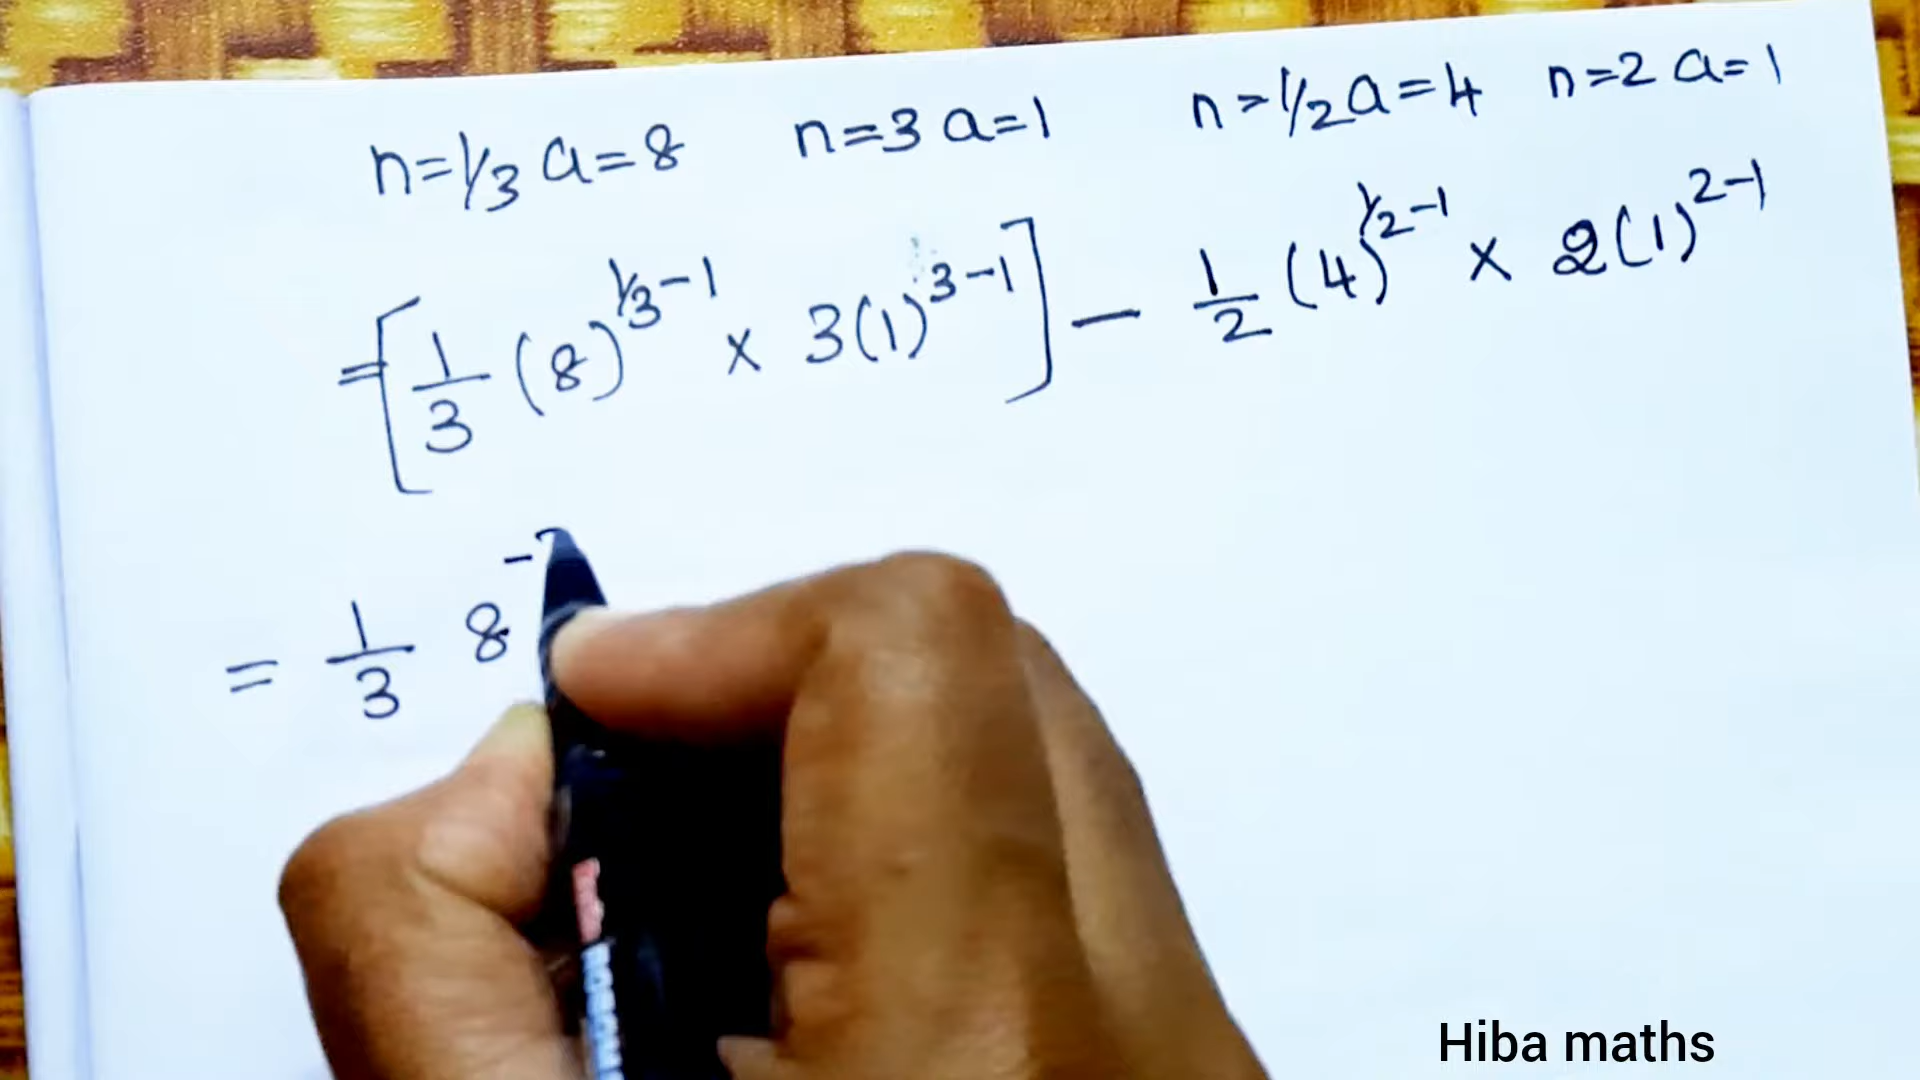 n=1/3 a=8 n=3 a=1 n=1/2 a=4 n=2 a=1
=[1/3 (8)^(1/3-1) × 3(1)^(3-1)] - 1/2 (4)^(1/2-1) × 2(1)^(2-1)
= 1/3 8^-
Hiba maths